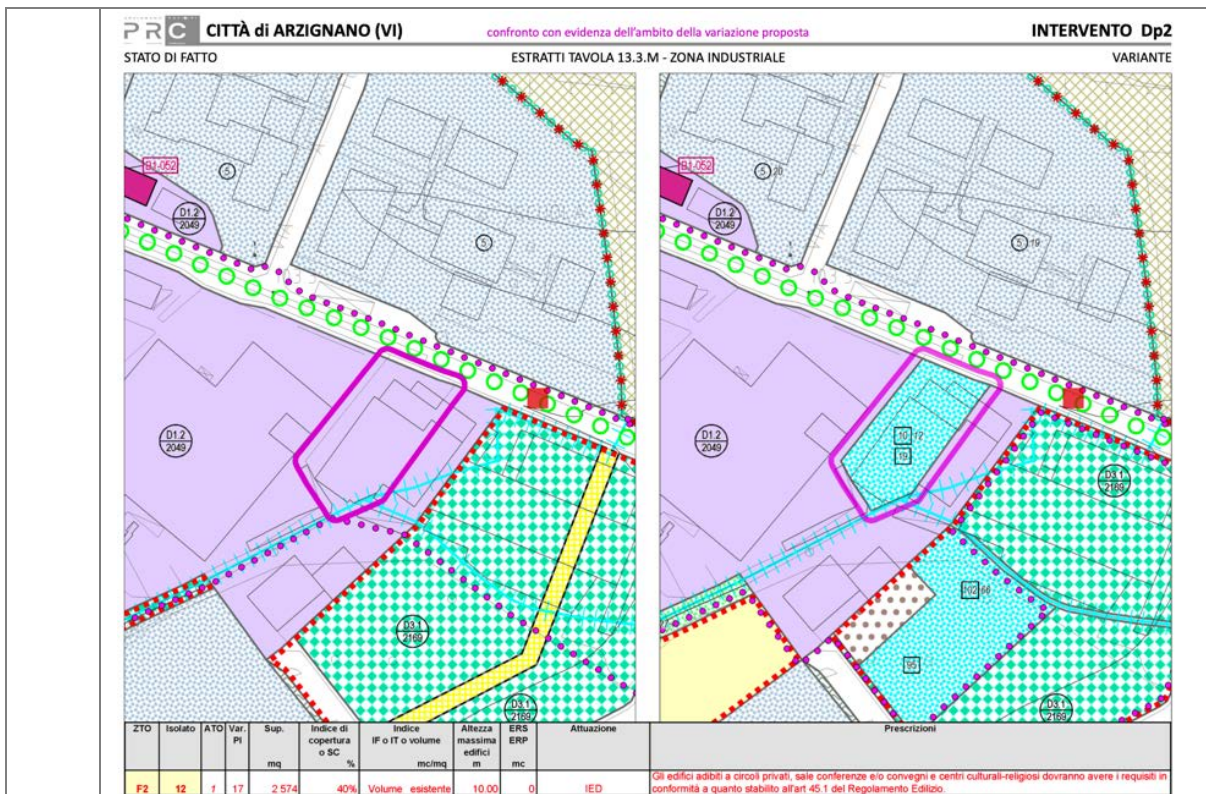 PRC CITTÀ di ARZIGNANO (VI) confronto con evidenza dell'ambito della variazione proposta INTERVENTO Dp2
STATO DI FATTO ESTRATTI TAVOLA 13.3.M - ZONA INDUSTRIALE VARIANTE
B1-052
5
D1.2
2049
5
D1.2
2049
D3.1
2169
D3.1
2169
B1-052
5 20
D1.2
2049
5 19
D1.2
2049
10 12
19
D3.1
2169
102 66
95
D3.1
2169
ZTO Isolato ATO Var. PI Sup. mq Indice di copertura o SC % Indice IF o IT o volume mc/mq Altezza massima edifici m ERS ERP mc Attuazione Prescrizioni
F2 12 1 17 2 574 40% Volume esistente 10.00 0 IED Gli edifici adibiti a circoli privati, sale conferenze e/o convegni e centri culturali-religiosi dovranno avere i requisiti in
conformità a quanto stabilito all'art 45.1 del Regolamento Edilizio.